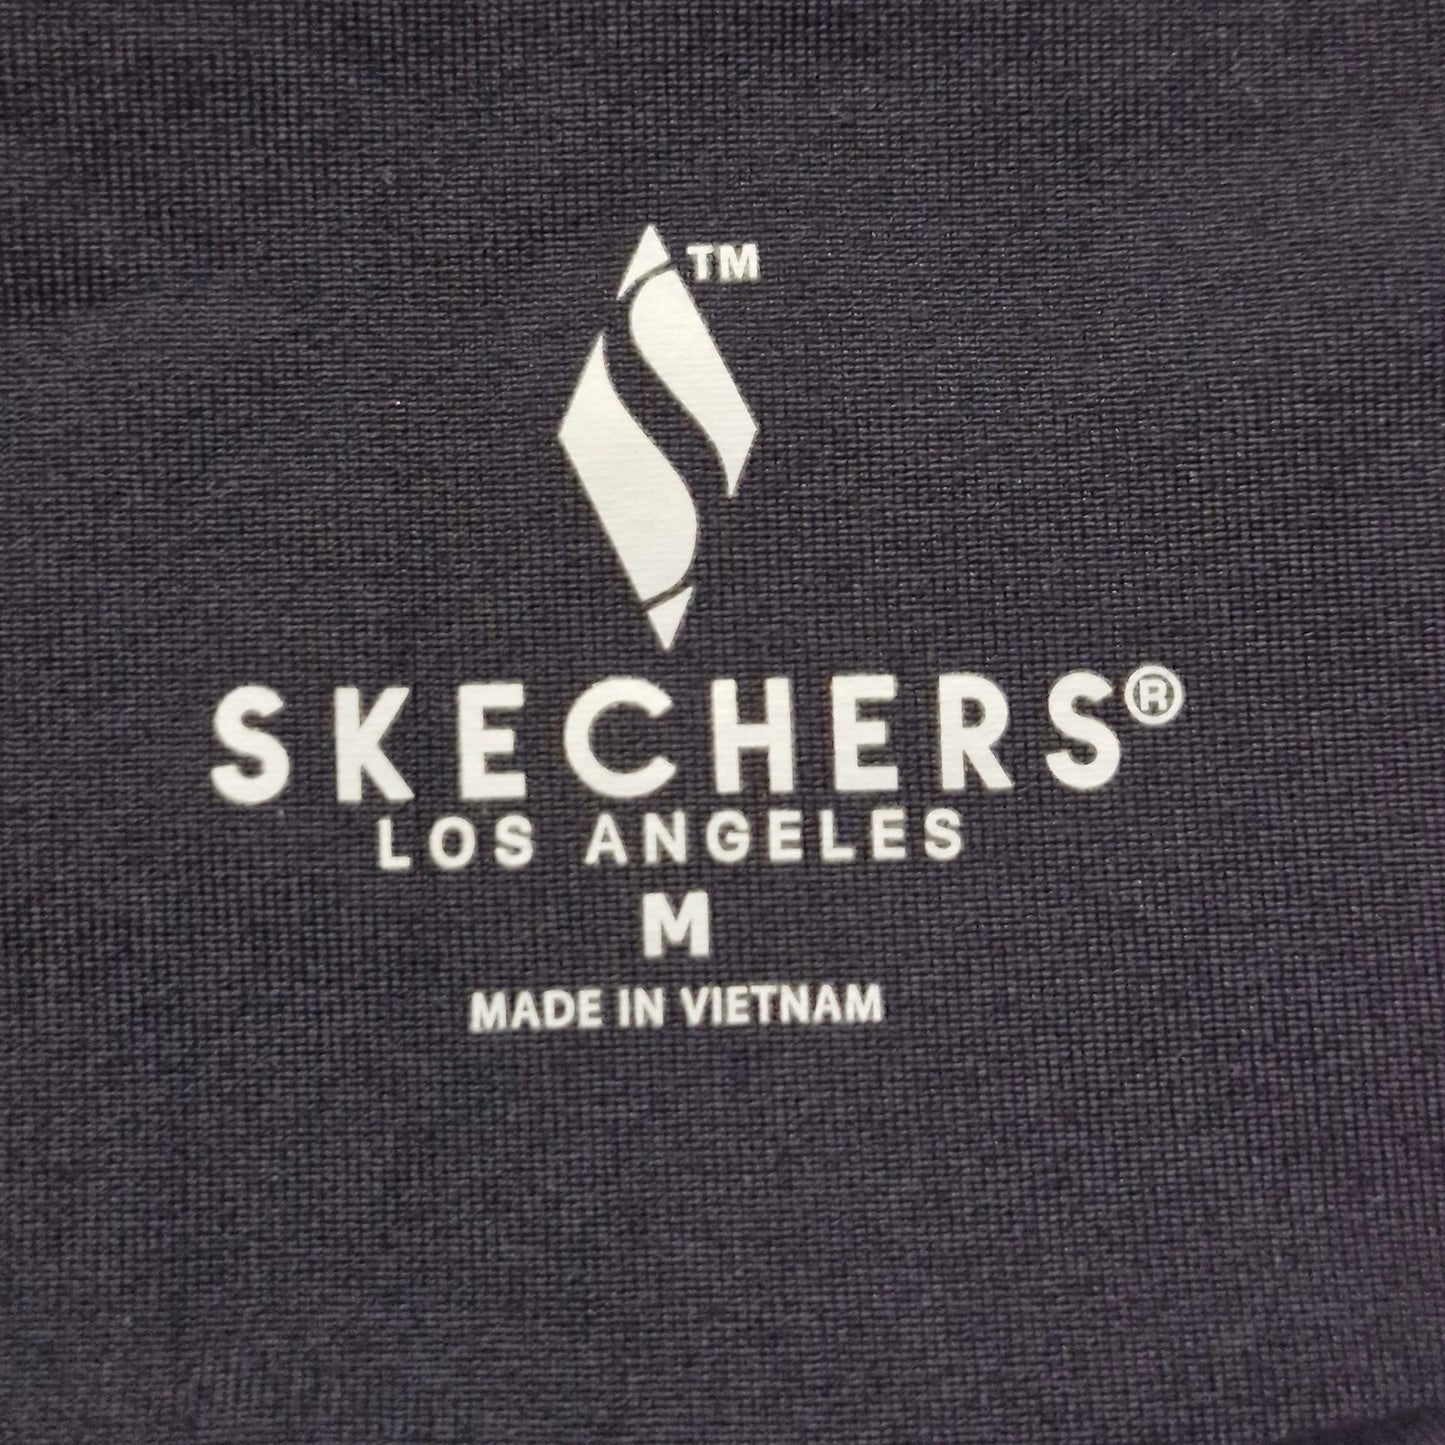 TM
SKECHERS®
LOS ANGELES
M
MADE IN VIETNAM